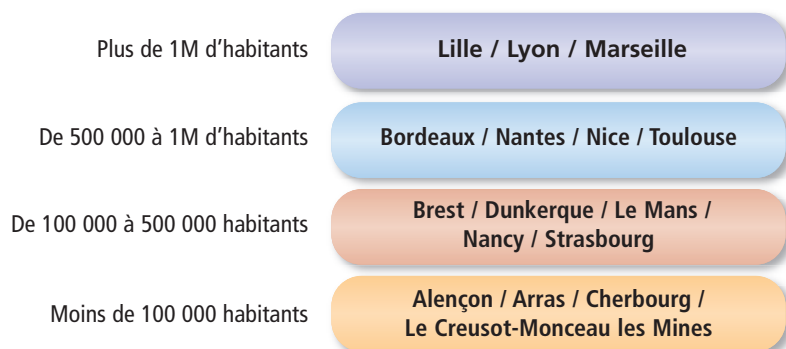 Plus de 1M d’habitants
Lille / Lyon / Marseille
De 500 000 à 1M d’habitants
Bordeaux / Nantes / Nice / Toulouse
De 100 000 à 500 000 habitants
Brest / Dunkerque / Le Mans /
Nancy / Strasbourg
Moins de 100 000 habitants
Alençon / Arras / Cherbourg /
Le Creusot-Monceau les Mines